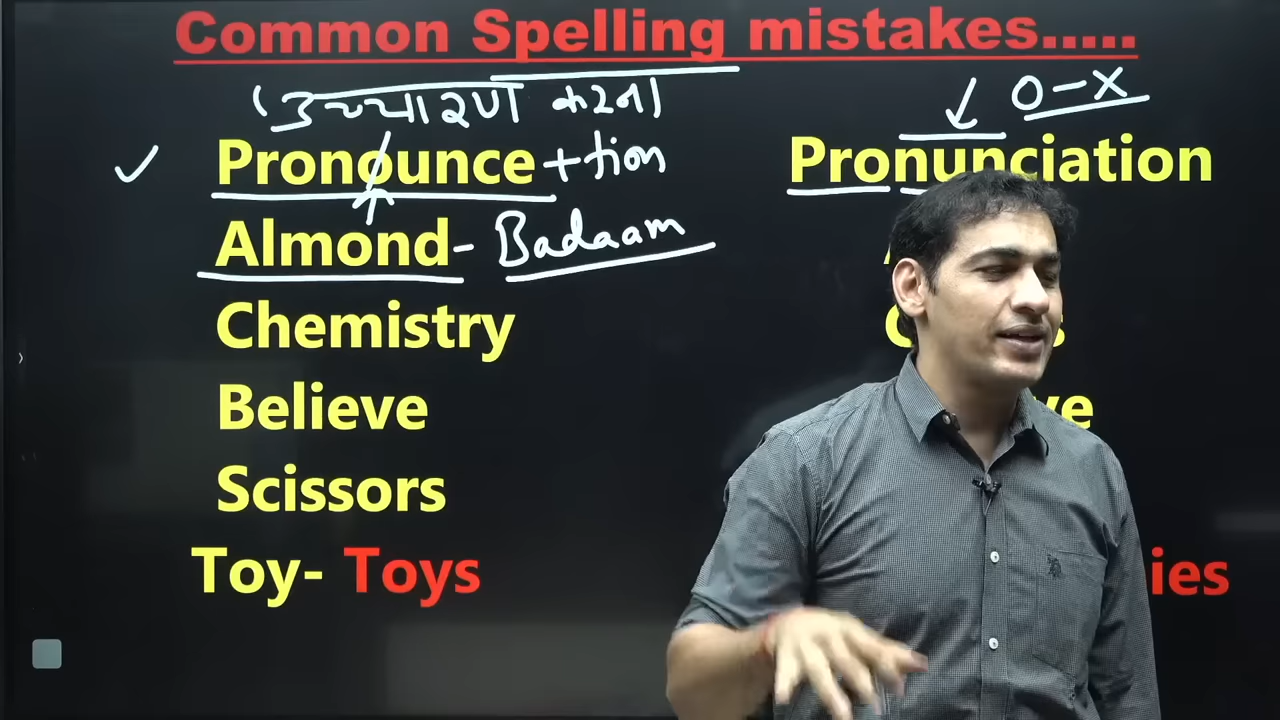 Common Spelling mistakes.....
(उच्चारण करना)
↙ O-X
✓ Pronounce+tion Pronunciation
Almond- Badaam
Chemistry
Believe
Scissors
Toy- Toys ies